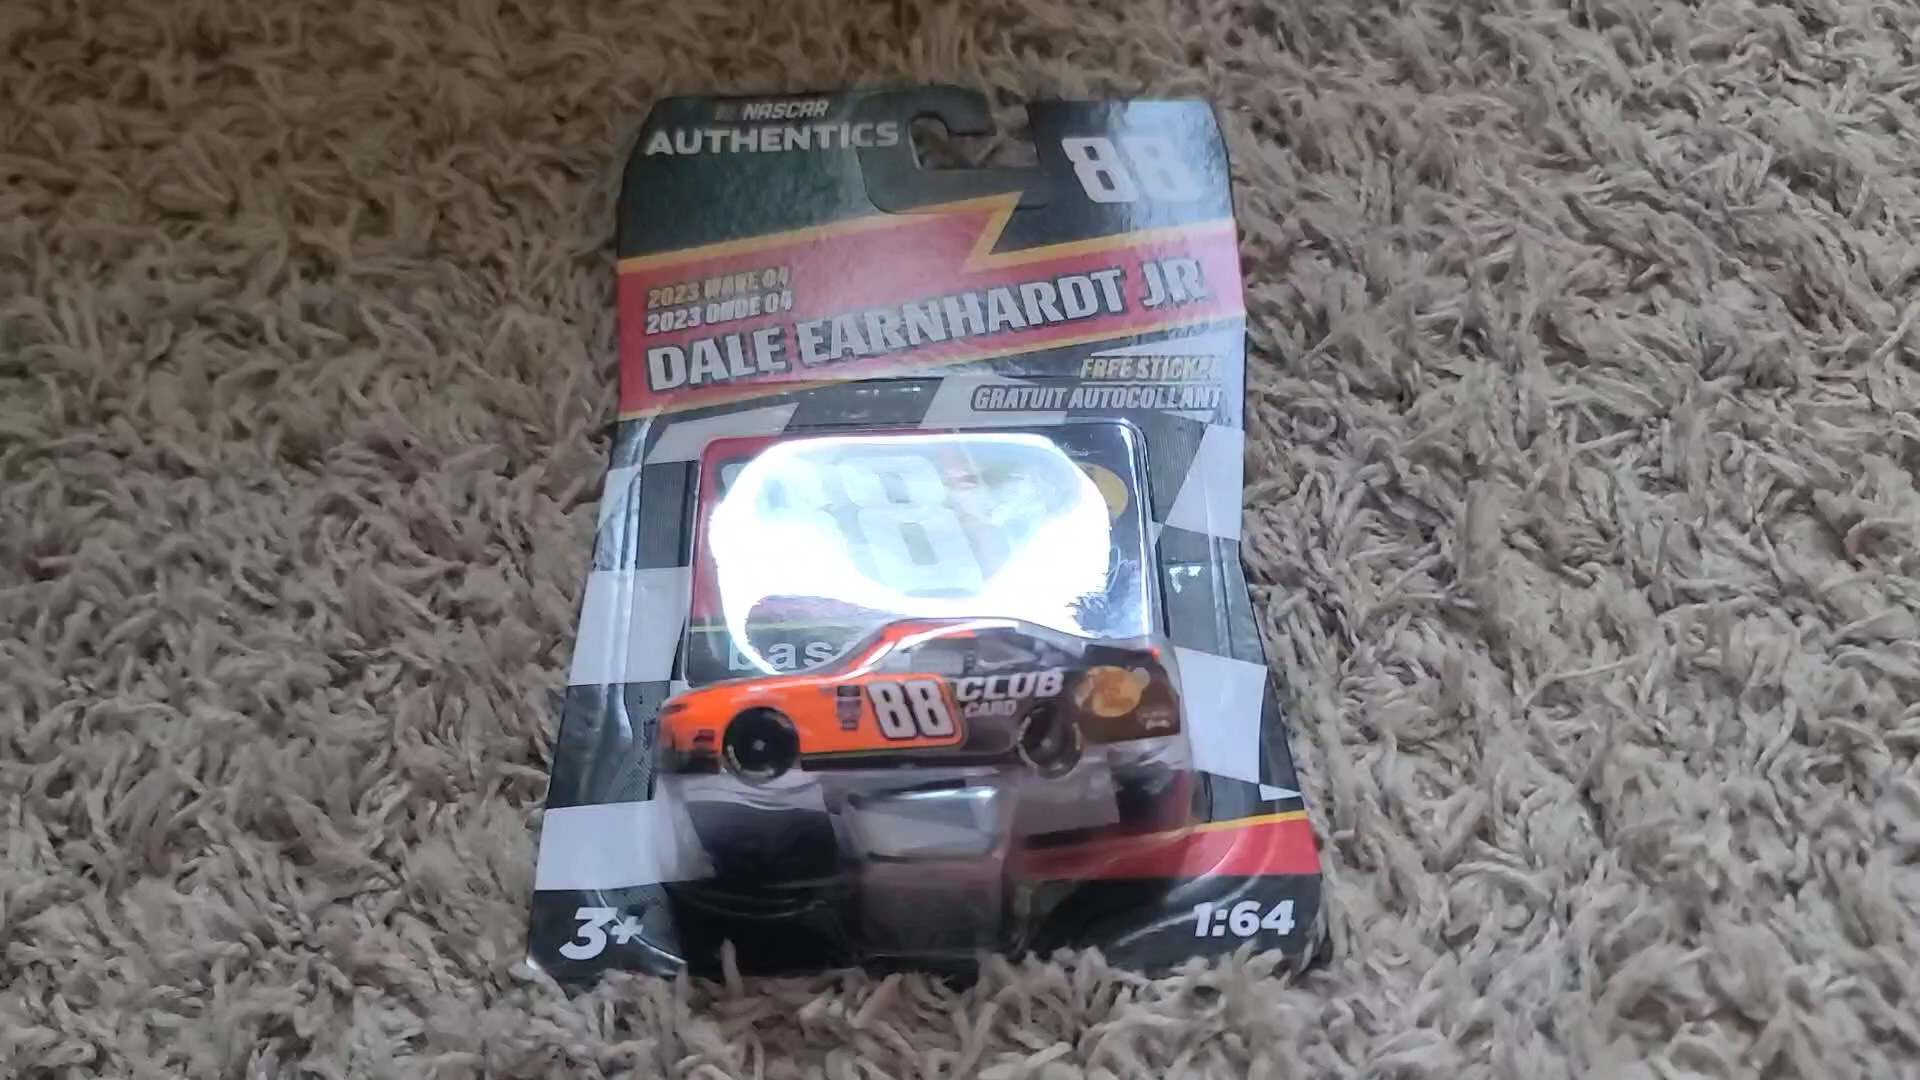 NASCAR
AUTHENTICS
88
2023 WAVE 04
2023 ONDE 04
DALE EARNHARDT JR
FREE STICKER
GRATUIT AUTOCOLLANT
88
88
CLUB
CARD
3+
1:64